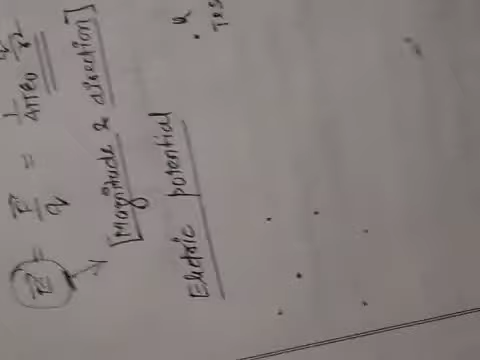 E⃗ = F⃗/q = 1/4πε₀ q/r²
[Magnitude & direction]
Electric potential